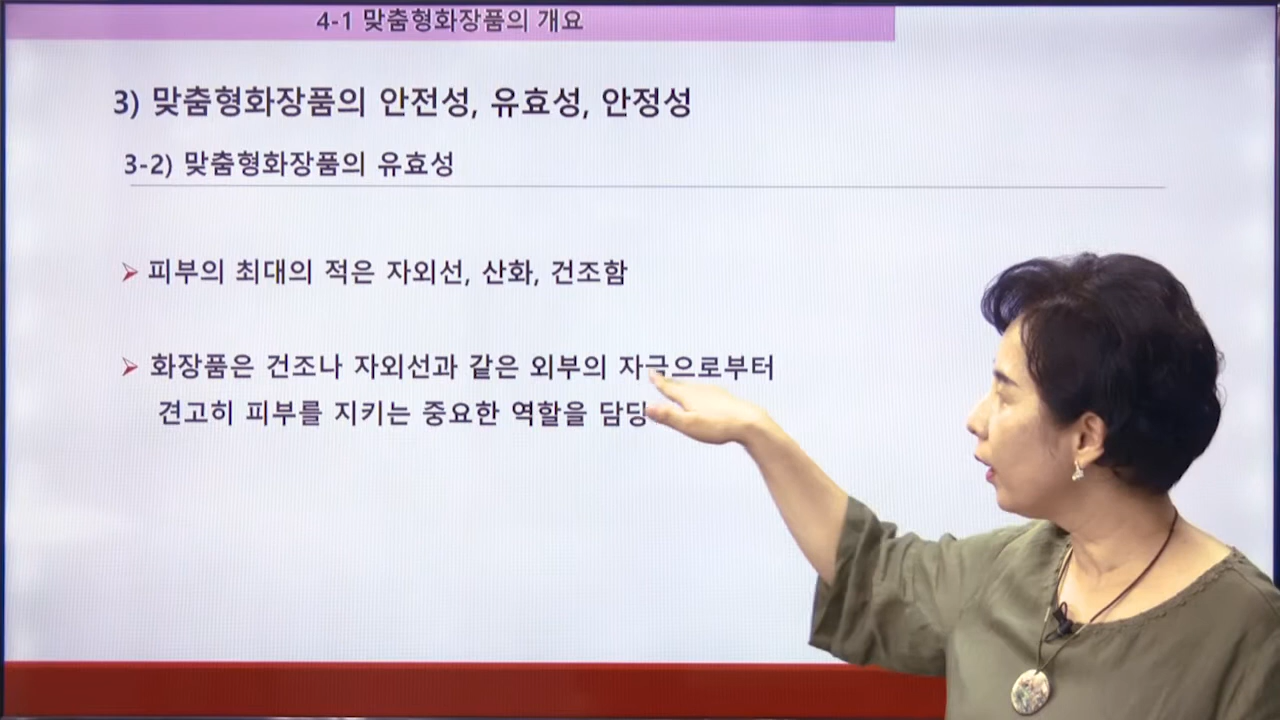 4-1 맞춤형화장품의 개요
3) 맞춤형화장품의 안전성, 유효성, 안정성
3-2) 맞춤형화장품의 유효성
➢ 피부의 최대의 적은 자외선, 산화, 건조함
➢ 화장품은 건조나 자외선과 같은 외부의 자극으로부터
견고히 피부를 지키는 중요한 역할을 담당